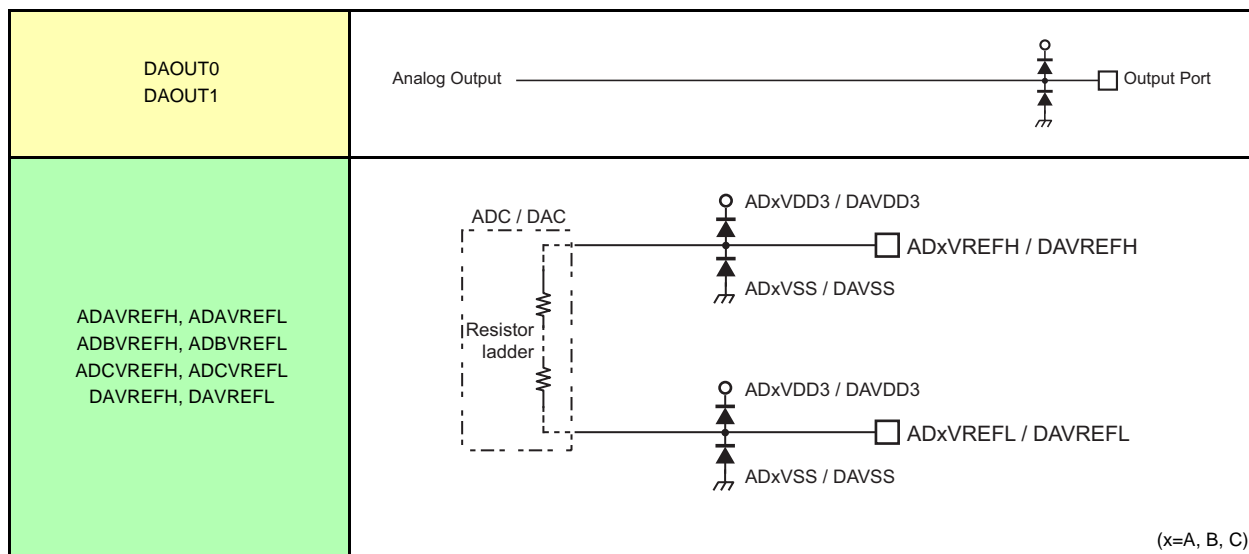 DAOUT0
DAOUT1
Analog Output
Output Port
ADAVREFH, ADAVREFL
ADBVREFH, ADBVREFL
ADCVREFH, ADCVREFL
DAVREFH, DAVREFL
ADC / DAC
ADxVDD3 / DAVDD3
ADxVREFH / DAVREFH
ADxVSS / DAVSS
Resistor
ladder
ADxVDD3 / DAVDD3
ADxVREFL / DAVREFL
ADxVSS / DAVSS
(x=A, B, C)